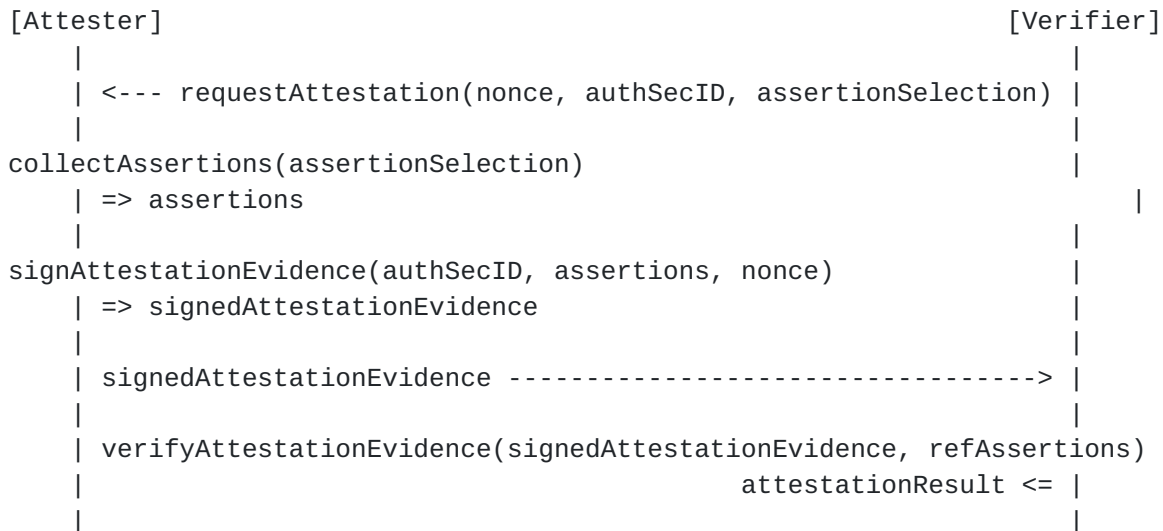 [Attester]                                                      [Verifier]
    |                                                               |
    | <--- requestAttestation(nonce, authSecID, assertionSelection) |
    |                                                               |
collectAssertions(assertionSelection)                               |
    | => assertions                                                     |
    |                                                               |
signAttestationEvidence(authSecID, assertions, nonce)               |
    | => signedAttestationEvidence                                  |
    |                                                               |
    | signedAttestationEvidence ----------------------------------> |
    |                                                               |
    | verifyAttestationEvidence(signedAttestationEvidence, refAssertions)
    |                                          attestationResult <= |
    |                                                               |